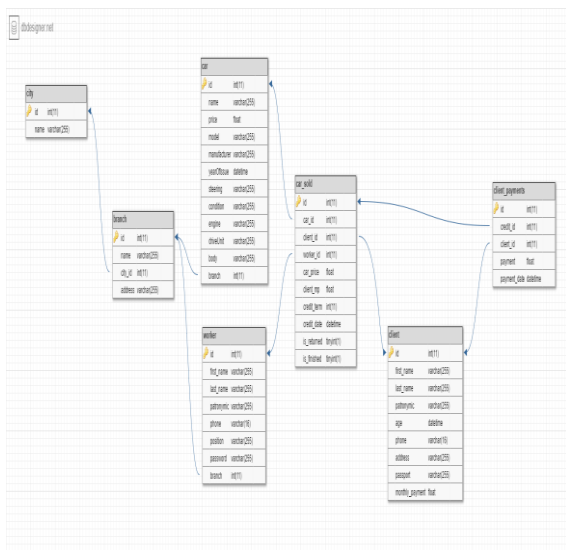 dbdesigner.net
city
id int(11)
name varchar(255)
branch
id int(11)
name varchar(255)
city_id int(11)
address varchar(255)
car
id int(11)
name varchar(255)
price float
model varchar(255)
manufacturer varchar(255)
yearOfIssue datetime
steering varchar(255)
condition varchar(255)
engine varchar(255)
driveUnit varchar(255)
body varchar(255)
branch int(11)
worker
id int(11)
first_name varchar(255)
last_name varchar(255)
patronymic varchar(255)
phone varchar(16)
position varchar(255)
password varchar(255)
branch int(11)
car_sold
id int(11)
car_id int(11)
client_id int(11)
worker_id int(11)
car_price float
client_mp float
credit_term int(11)
credit_date datetime
is_returned tinyint(1)
is_finished tinyint(1)
client
id int(11)
first_name varchar(255)
last_name varchar(255)
patronymic varchar(255)
age datetime
phone varchar(16)
address varchar(255)
passport varchar(255)
monthly_payment float
client_payments
id int(11)
credit_id int(11)
client_id int(11)
payment float
payment_date datetime